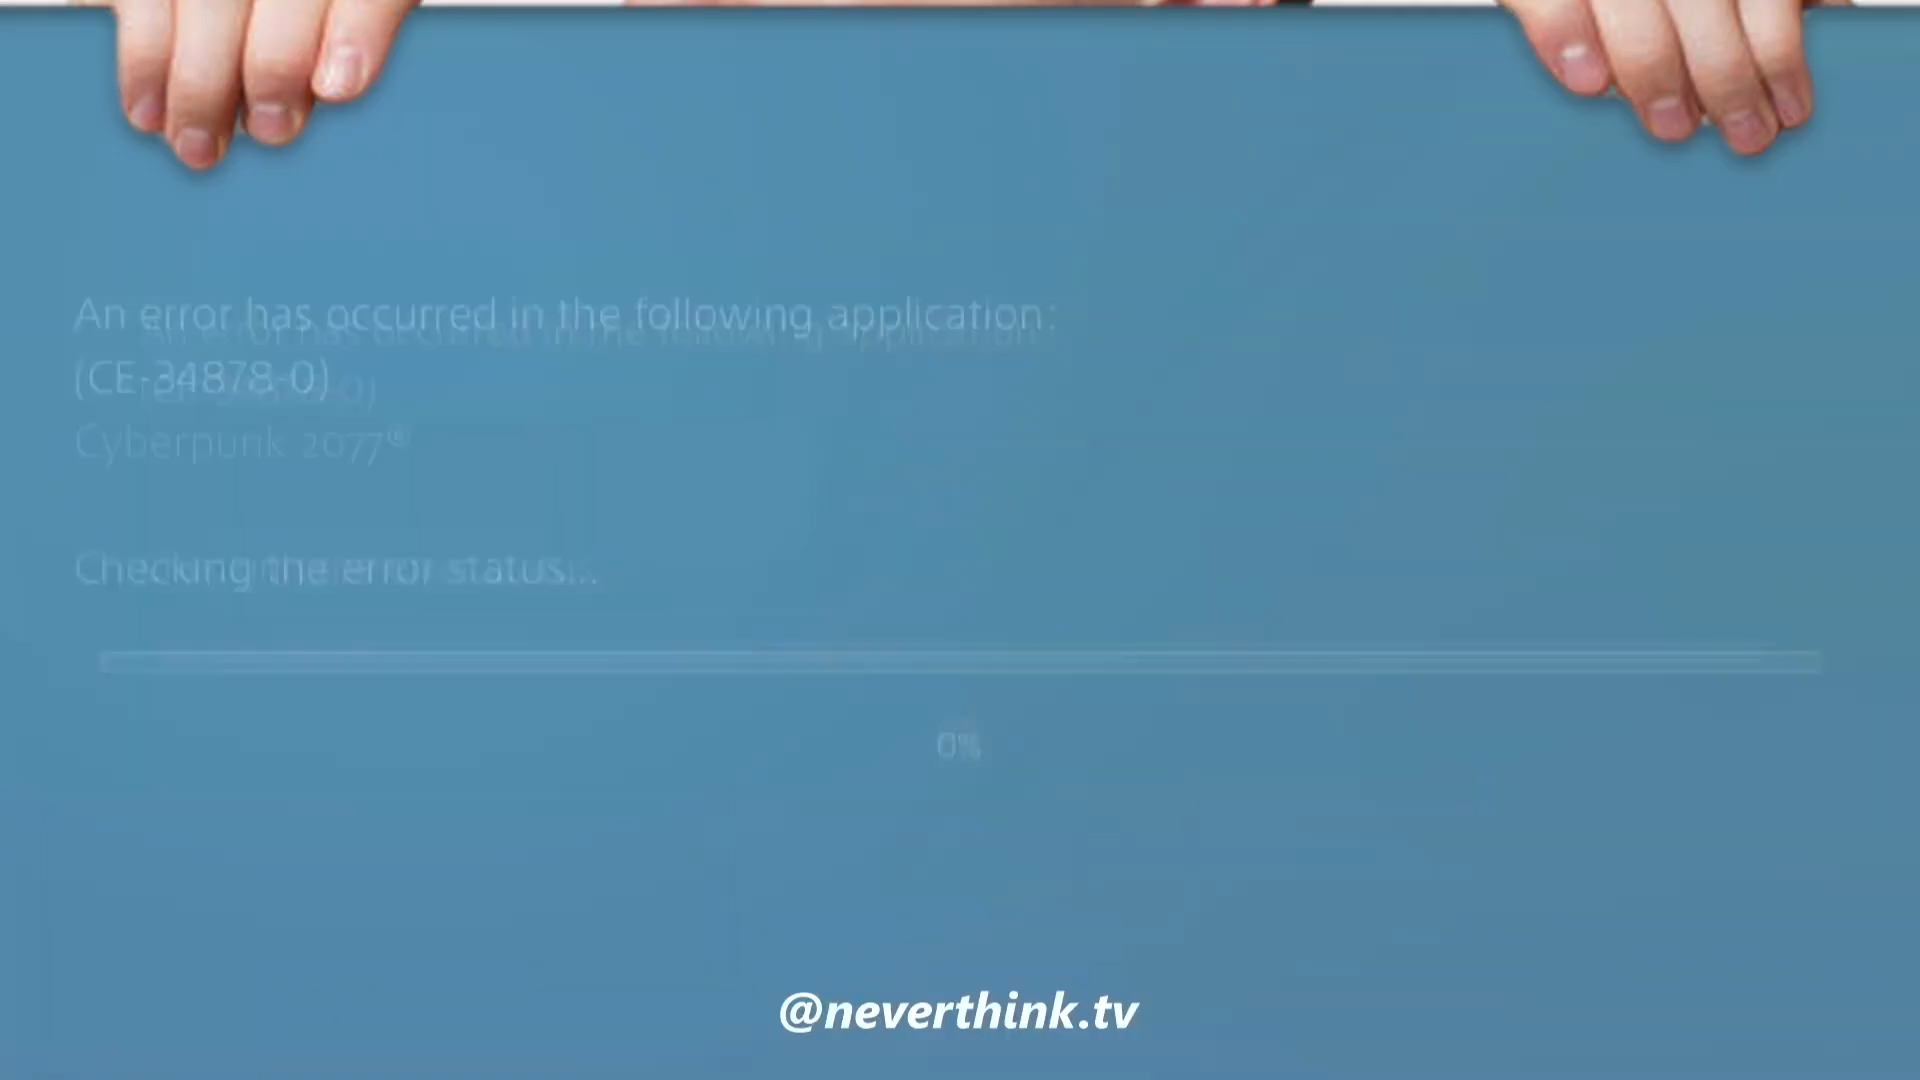 An error has occurred in the following application:
(CE-34878-0)
Cyberpunk 2077®
Checking the error status...
0%
@neverthink.tv